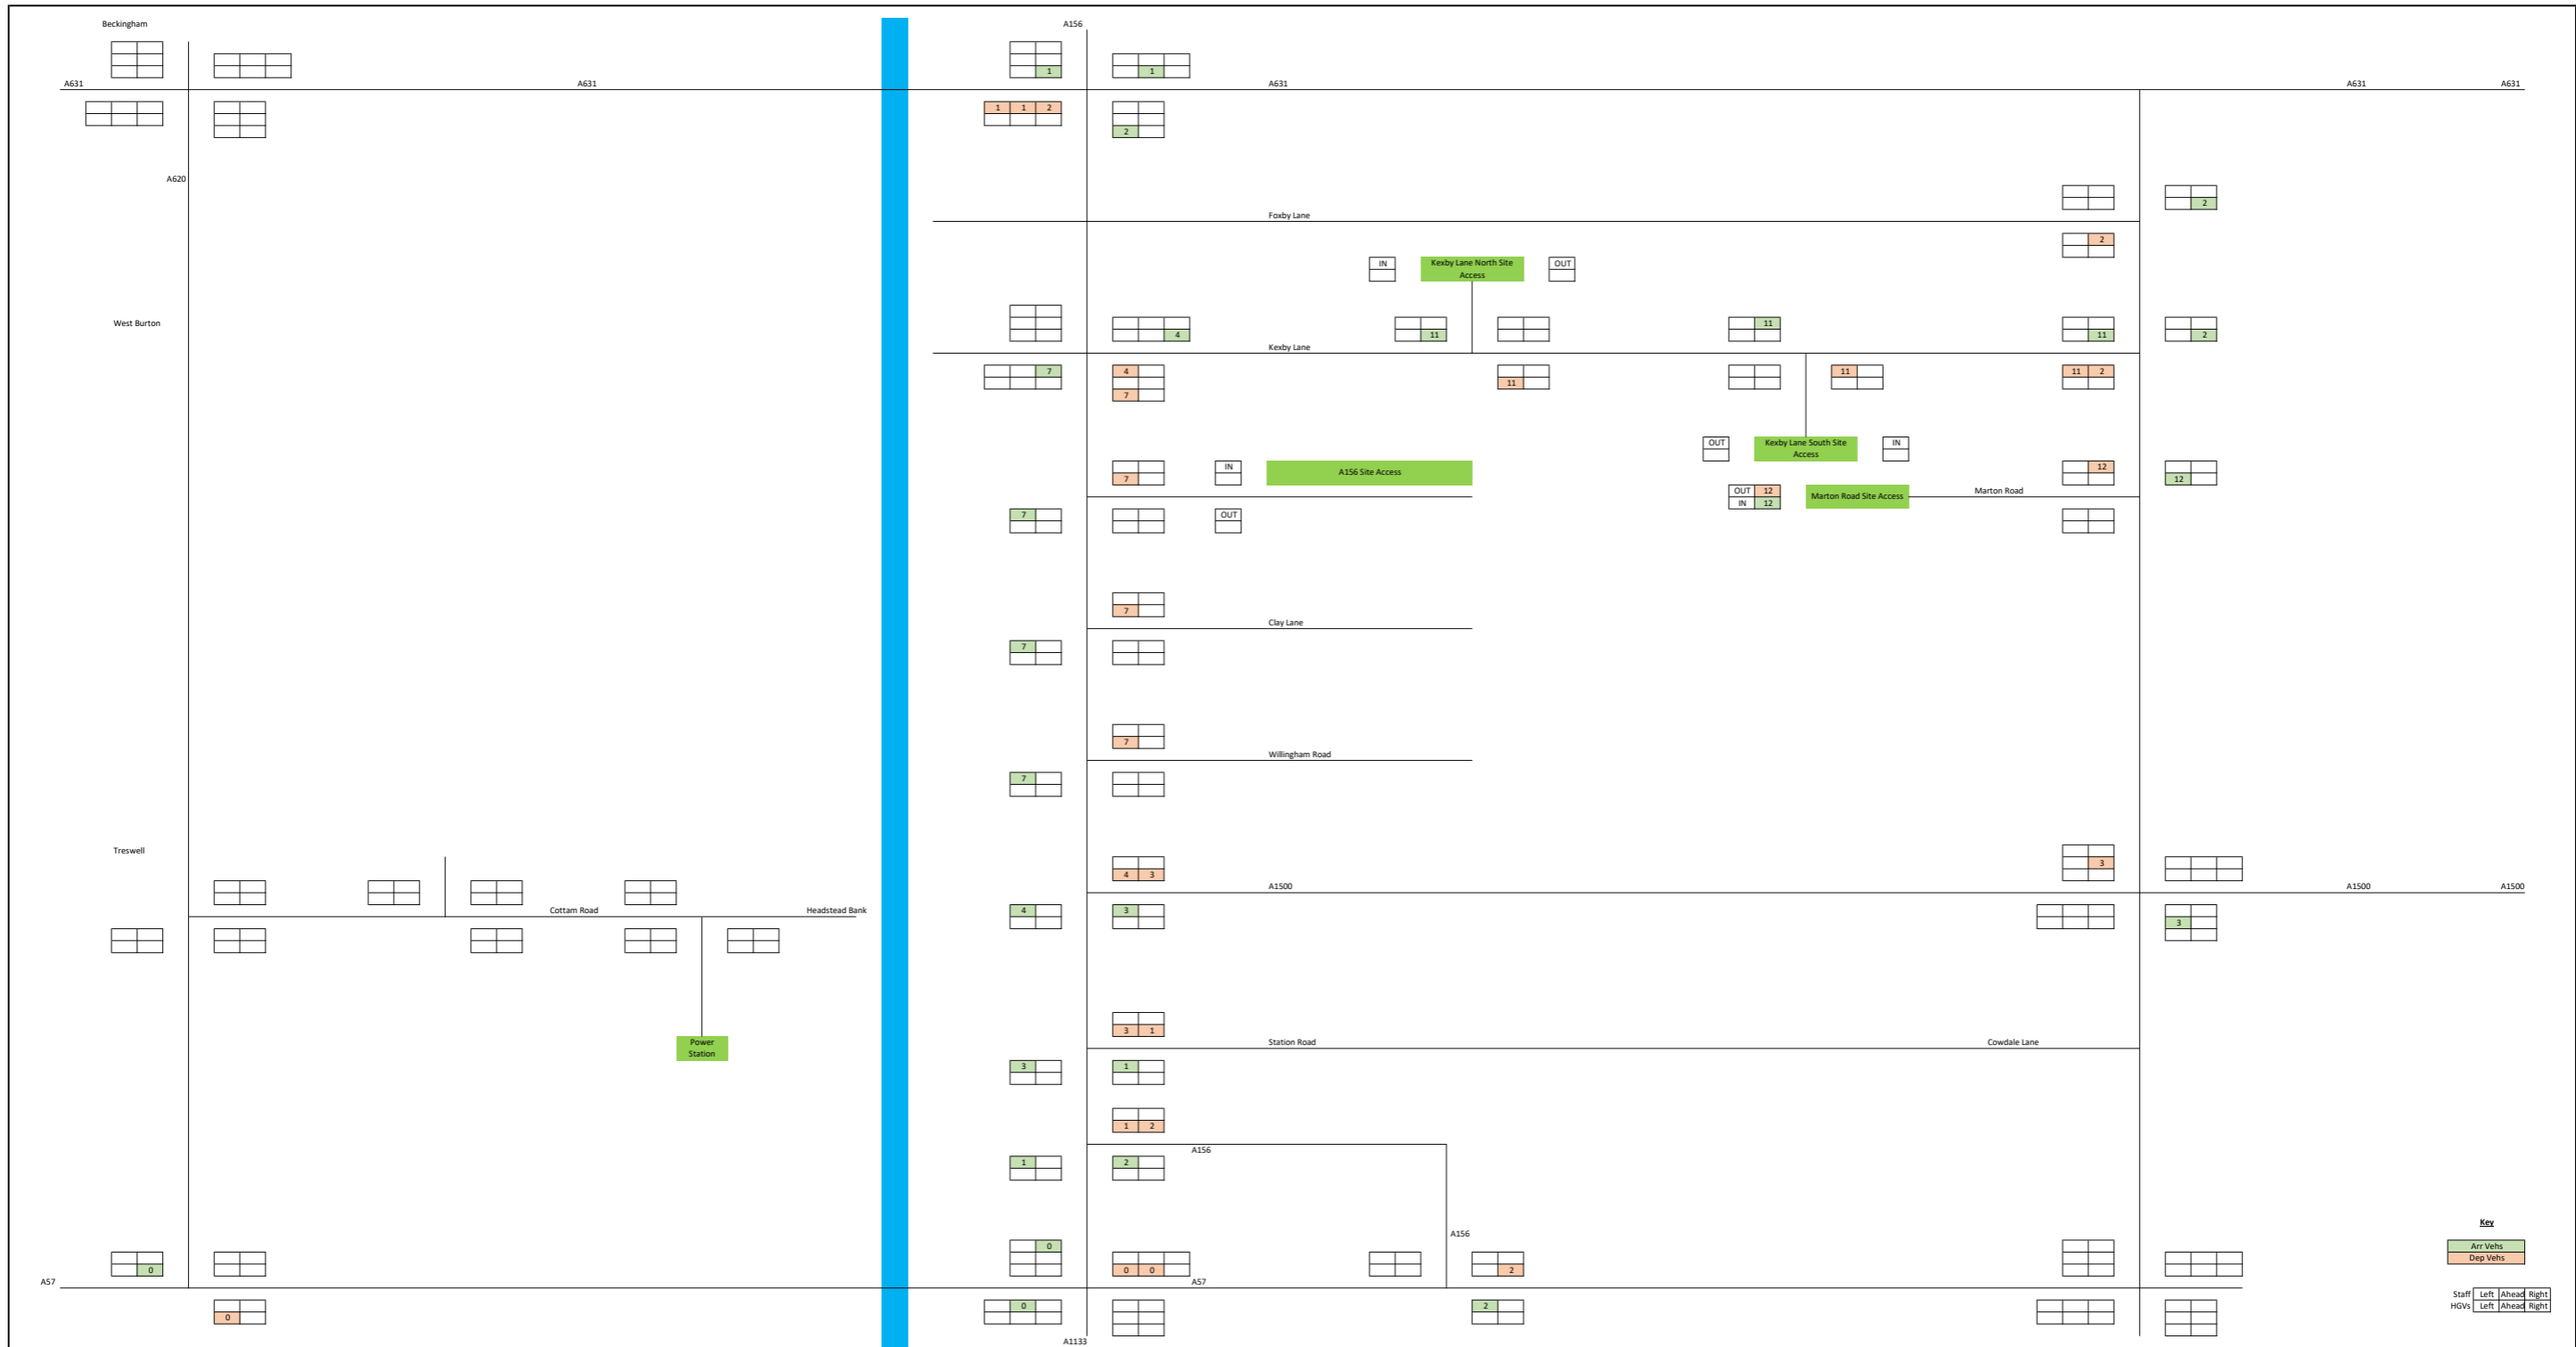 Beckingham
A156
1
1
A631
A631
A631
A631
A631
1 1 2
2
A620
2
Foxby Lane
2
IN
Kexby Lane North Site
Access
OUT
West Burton
4
11
11
11
2
Kexby Lane
7
4
7
11
11
11 2
OUT
Kexby Lane South Site
Access
IN
7
IN
A156 Site Access
12
12
OUT 12
IN 12
Marton Road Site Access
Marton Road
7
OUT
7
Clay Lane
7
7
Willingham Road
7
Treswell
4 3
3
A1500
A1500
A1500
Cottam Road
Headstead Bank
4
3
3
3 1
Power
Station
Station Road
Cowdale Lane
3
1
1 2
A156
1
2
A156
Key
0
Arr Vehs
0
0 0
2
Dep Vehs
A57
A57
0
0
2
Staff Left Ahead Right
HGVs Left Ahead Right
A1133